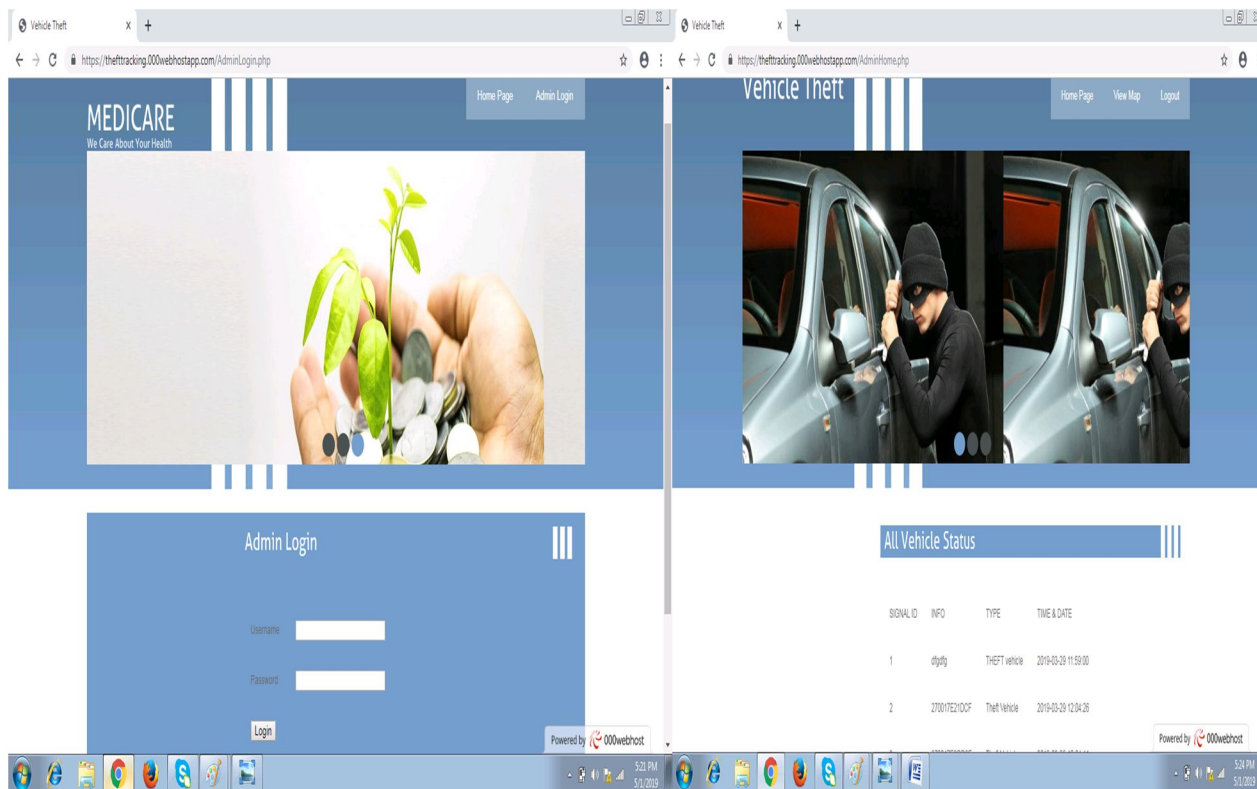 Vehicle Theft
https://thefttracking.000webhostapp.com/AdminLogin.php
Home Page Admin Login
MEDICARE
We Care About Your Health
Admin Login
Username
Password
Login
Powered by 000webhost
5:21 PM
5/1/2019
Vehicle Theft
https://thefttracking.000webhostapp.com/AdminHome.php
Vehicle Theft
Home Page View Map Logout
All Vehicle Status
SIGNAL ID INFO TYPE TIME & DATE
1 dfgdfg THEFT vehicle 2019-03-29 11:59:00
2 270017E21DCF Theft Vehicle 2019-03-29 12:04:26
Powered by 000webhost
5:24 PM
5/1/2019